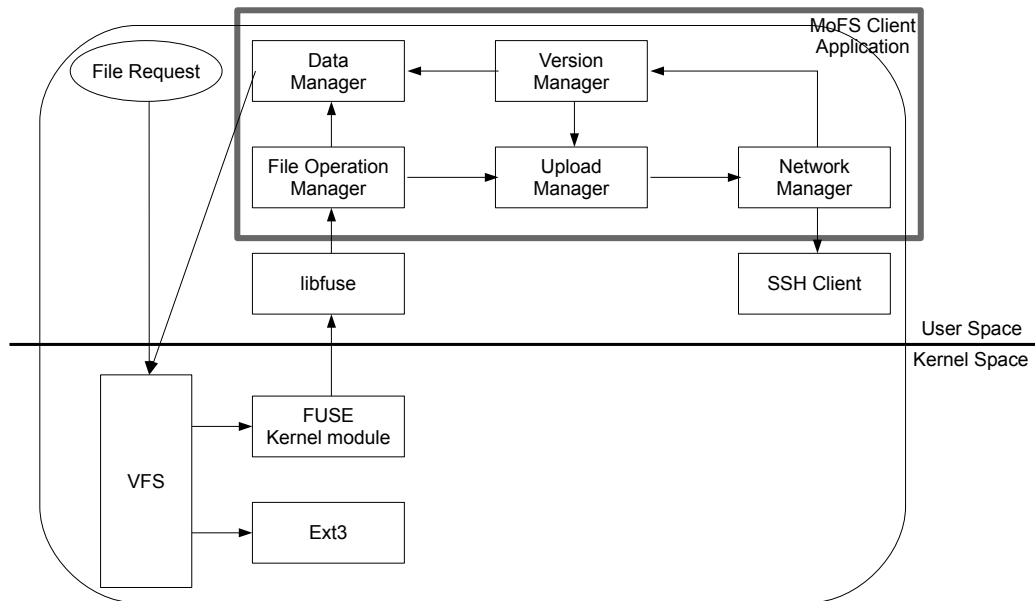 MoFS Client
Application
File Request
Data
Manager
Version
Manager
File Operation
Manager
Upload
Manager
Network
Manager
libfuse
SSH Client
User Space
Kernel Space
VFS
FUSE
Kernel module
Ext3